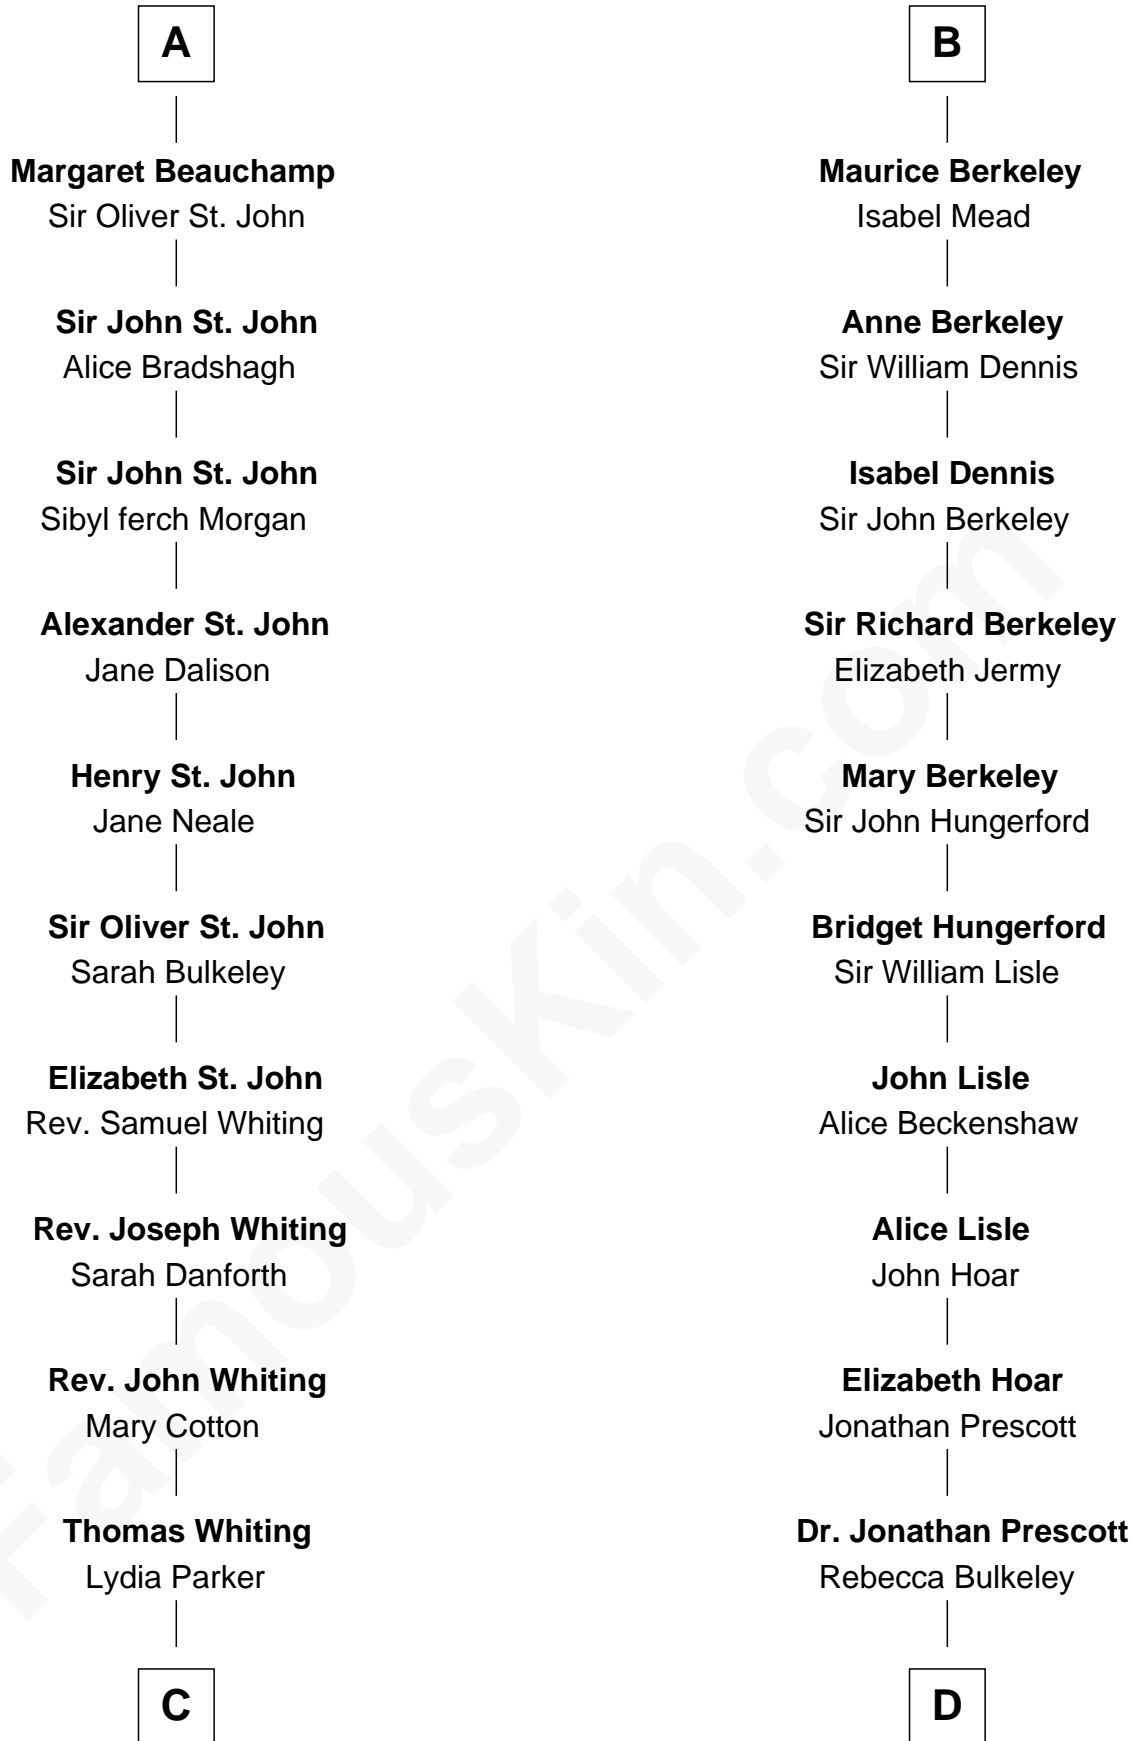 A
Margaret Beauchamp
Sir Oliver St. John
Sir John St. John
Alice Bradshagh
Sir John St. John
Sibyl ferch Morgan
Alexander St. John
Jane Dalison
Henry St. John
Jane Neale
Sir Oliver St. John
Sarah Bulkeley
Elizabeth St. John
Rev. Samuel Whiting
Rev. Joseph Whiting
Sarah Danforth
Rev. John Whiting
Mary Cotton
Thomas Whiting
Lydia Parker
C
B
Maurice Berkeley
Isabel Mead
Anne Berkeley
Sir William Dennis
Isabel Dennis
Sir John Berkeley
Sir Richard Berkeley
Elizabeth Jermy
Mary Berkeley
Sir John Hungerford
Bridget Hungerford
Sir William Lisle
John Lisle
Alice Beckenshaw
Alice Lisle
John Hoar
Elizabeth Hoar
Jonathan Prescott
Dr. Jonathan Prescott
Rebecca Bulkeley
D
FamousKin.com